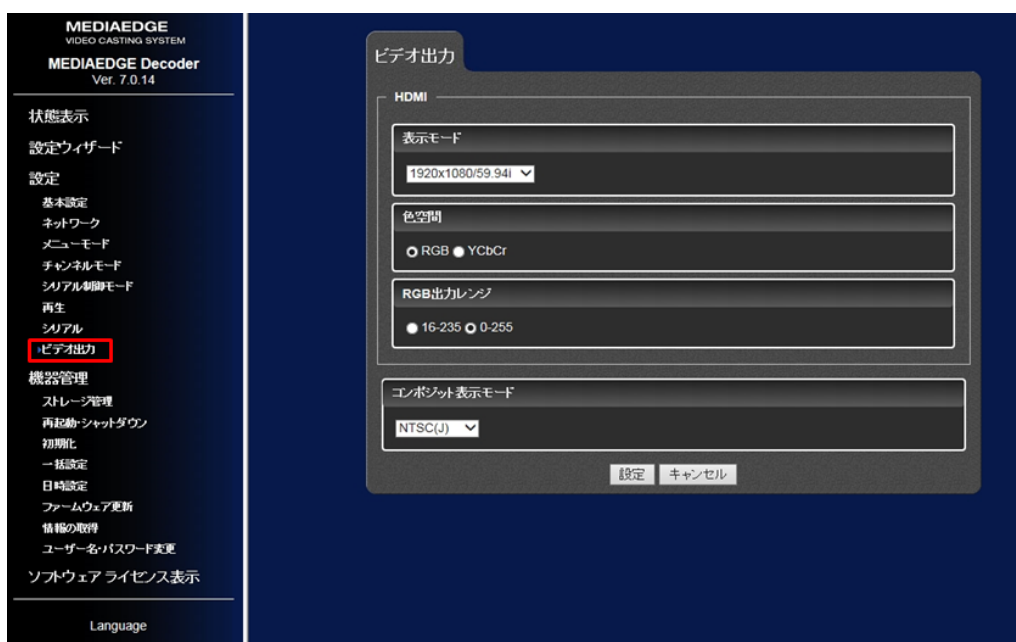 MEDIAEDGE
VIDEO CASTING SYSTEM
MEDIAEDGE Decoder
Ver. 7.0.14
状態表示
設定ウィザード
設定
基本設定
ネットワーク
メニューモード
チャンネルモード
シリアル制御モード
再生
シリアル
›ビデオ出力
機器管理
ストレージ管理
再起動・シャットダウン
初期化
一括設定
日時設定
ファームウェア更新
情報の取得
ユーザー名・パスワード変更
ソフトウェア ライセンス表示
Language
ビデオ出力
HDMI
表示モード
1920x1080/59.94i
色空間
RGB YCbCr
RGB出力レンジ
16-235 0-255
コンポジット表示モード
NTSC(J)
設定 キャンセル